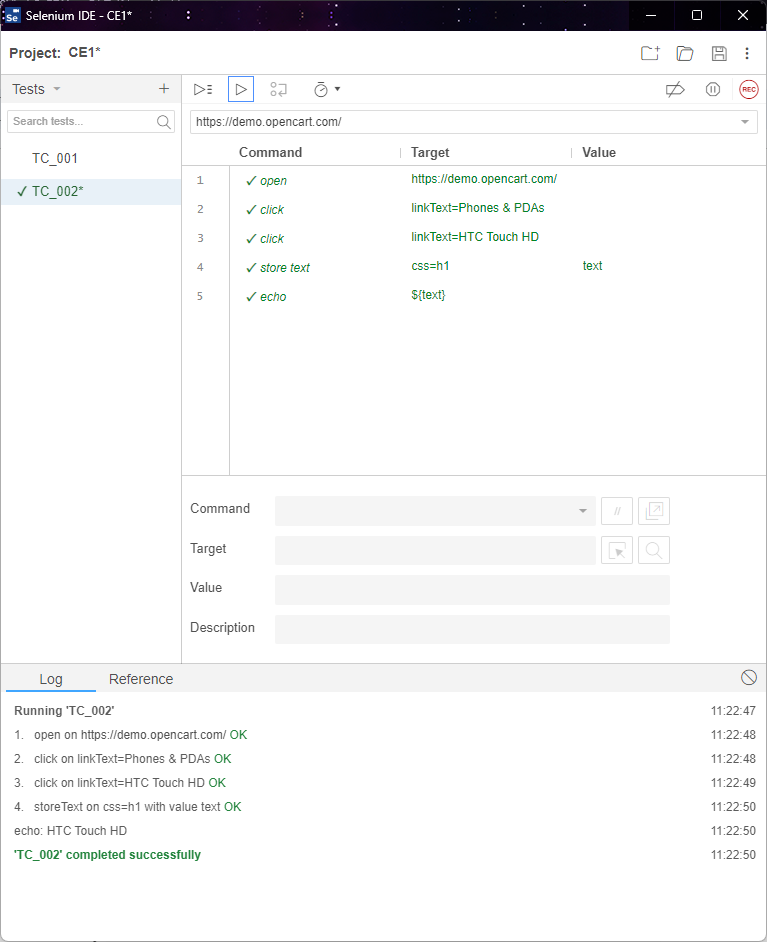 Selenium IDE - CE1*
Project: CE1*
Tests
Search tests...
TC_001
✓ TC_002*
REC
https://demo.opencart.com/
Command Target Value
1 ✓ open https://demo.opencart.com/
2 ✓ click linkText=Phones & PDAs
3 ✓ click linkText=HTC Touch HD
4 ✓ store text css=h1 text
5 ✓ echo ${text}
Command //
Target
Value
Description
Log Reference
Running 'TC_002' 11:22:47
1. open on https://demo.opencart.com/ OK 11:22:48
2. click on linkText=Phones & PDAs OK 11:22:48
3. click on linkText=HTC Touch HD OK 11:22:49
4. storeText on css=h1 with value text OK 11:22:50
echo: HTC Touch HD 11:22:50
'TC_002' completed successfully 11:22:50